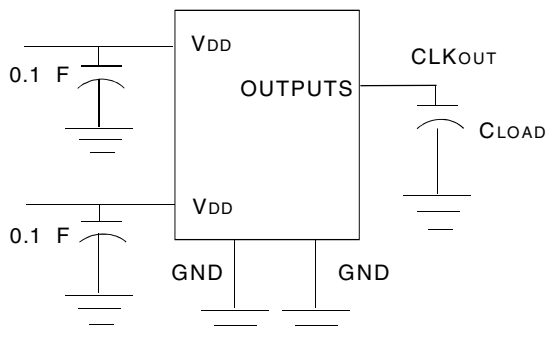 VDD
CLKOUT
0.1 F
OUTPUTS
CLOAD
VDD
0.1 F
GND
GND